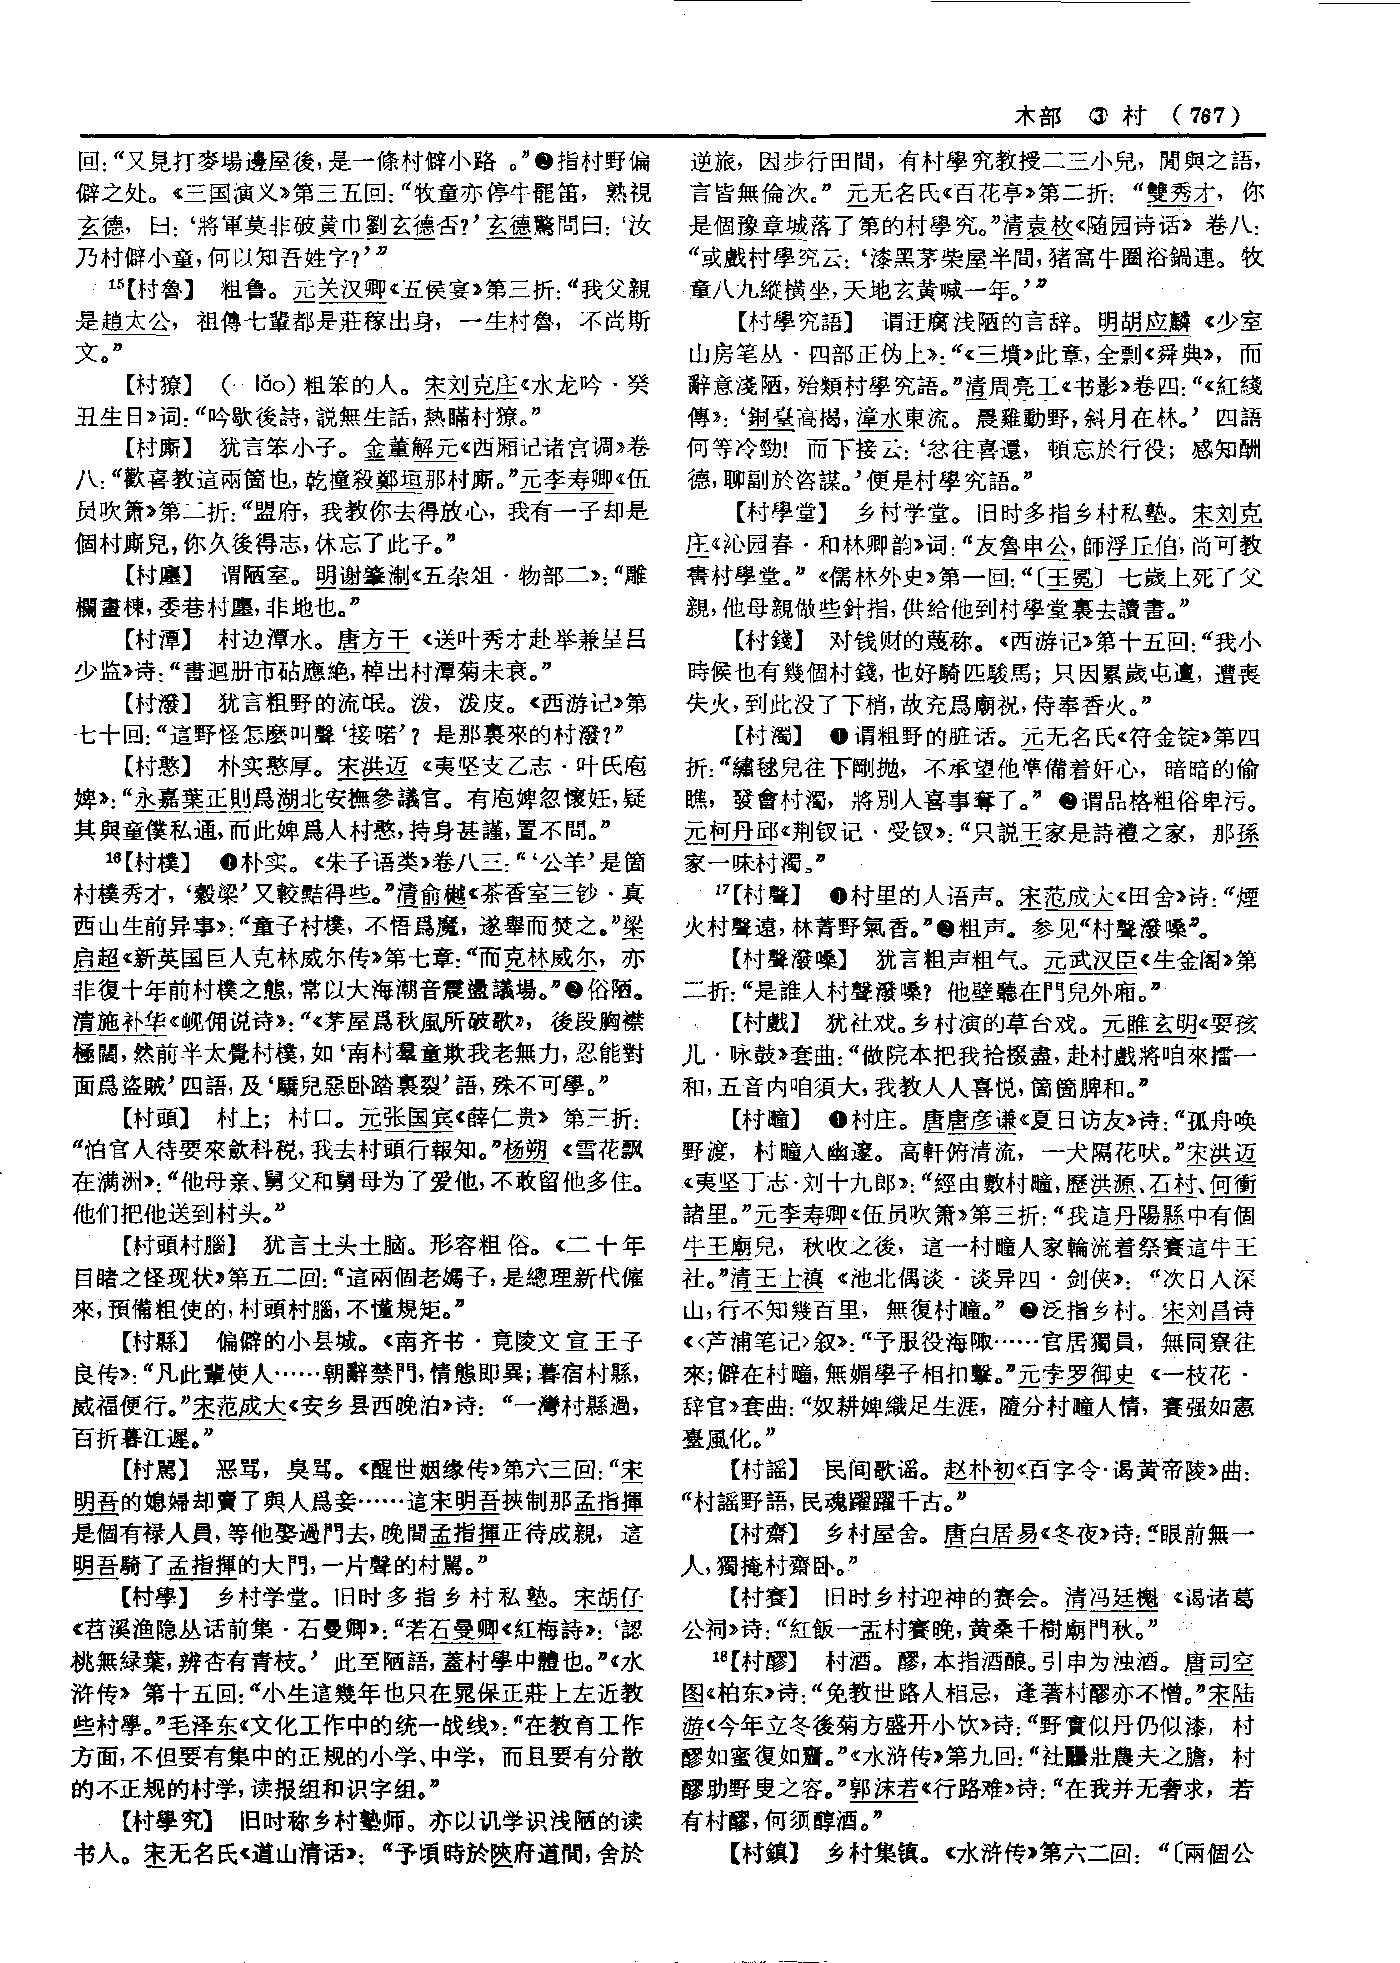 木部 ③ 村 （767）
回：“又見打麥場邊屋後，是一條村僻小路。”❷指村野偏
僻之处。《三国演义》第三五回：“牧童亦停牛罷笛，熟視
玄德，曰：‘將軍莫非破黄巾劉玄德否？’玄德驚問曰：‘汝
乃村僻小童，何以知吾姓字？’”
15【村魯】 粗鲁。元关汉卿《五侯宴》第三折：“我父親
是趙太公，祖傳七輩都是莊稼出身，一生村魯，不尚斯
文。”
【村獠】 （-lǎo）粗笨的人。宋刘克庄《水龙吟·癸
丑生日》词：“吟歇後詩，説無生話，熱瞞村獠。”
【村廝】 犹言笨小子。金董解元《西厢记诸宫调》卷
八：“歡喜教這兩箇也，乾撞殺鄭垣那村廝。”元李寿卿《伍
员吹箫》第二折：“盟府，我教你去得放心，我有一子却是
個村廝兒，你久後得志，休忘了此子。”
【村廛】 谓陋室。明谢肇淛《五杂俎·物部二》：“雕
欄畫棟，委巷村廛，非地也。”
【村潭】 村边潭水。唐方干《送叶秀才赴举兼呈吕
少监》诗：“書迴册市砧應絶，棹出村潭菊未衰。”
【村潑】 犹言粗野的流氓。泼，泼皮。《西游记》第
七十回：“這野怪怎麽叫聲‘接喏’？是那裏來的村潑？”
【村憨】 朴实憨厚。宋洪迈《夷坚支乙志·叶氏庖
婢》：“永嘉葉正則爲湖北安撫參議官。有庖婢忽懷妊，疑
其與童僕私通，而此婢爲人村憨，持身甚謹，置不問。”
16【村樸】 ❶朴实。《朱子语类》卷八三：“‘公羊’是箇
村樸秀才，‘穀梁’又較黠得些。”清俞樾《茶香室三钞·真
西山生前异事》：“童子村樸，不悟爲魔，遂舉而焚之。”梁
启超《新英国巨人克林威尔传》第七章：“而克林威尔，亦
非復十年前村樸之態，常以大海潮音震盪議場。”❷俗陋。
清施补华《岘佣说诗》：“《茅屋爲秋風所破歌》，後段胸襟
極闊，然前半太覺村樸，如‘南村羣童欺我老無力，忍能對
面爲盜賊’四語，及‘驕兒惡卧踏裏裂’語，殊不可學。”
【村頭】 村上；村口。元张国宾《薛仁贵》第三折：
“怕官人待要來歛科税，我去村頭行報知。”杨朔《雪花飘
在满洲》：“他母亲、舅父和舅母为了爱他，不敢留他多住。
他们把他送到村头。”
【村頭村腦】 犹言土头土脑。形容粗俗。《二十年
目睹之怪现状》第五二回：“這兩個老媽子，是總理新代僱
來，預備粗使的，村頭村腦，不懂規矩。”
【村縣】 偏僻的小县城。《南齐书·竟陵文宣王子
良传》：“凡此輩使人……朝辭禁門，情態即異；暮宿村縣，
威福便行。”宋范成大《安乡县西晚泊》诗：“一灣村縣過，
百折暮江遲。”
【村駡】 恶骂，臭骂。《醒世姻缘传》第六三回：“宋
明吾的媳婦却賣了與人爲妾……這宋明吾挾制那孟指揮
是個有禄人員，等他娶過門去，晚間孟指揮正待成親，這
明吾騎了孟指揮的大門，一片聲的村駡。”
【村學】 乡村学堂。旧时多指乡村私塾。宋胡仔
《苕溪渔隐丛话前集·石曼卿》：“若石曼卿《紅梅詩》：‘認
桃無緑葉，辨杏有青枝。’此至陋語，蓋村學中體也。”《水
浒传》第十五回：“小生這幾年也只在晁保正莊上左近教
些村學。”毛泽东《文化工作中的统一战线》：“在教育工作
方面，不但要有集中的正规的小学、中学，而且要有分散
的不正规的村学，读报组和识字组。”
【村學究】 旧时称乡村塾师。亦以讥学识浅陋的读
书人。宋无名氏《道山清话》：“予頃時於陝府道間，舍於
逆旅，因步行田間，有村學究教授二三小兒，閒與之語，
言皆無倫次。”元无名氏《百花亭》第二折：“雙秀才，你
是個豫章城落了第的村學究。”清袁枚《随园诗话》卷八：
“或戲村學究云：‘漆黑茅柴屋半間，猪窩牛圈浴鍋連。牧
童八九縱横坐，天地玄黄喊一年。’”
【村學究語】 谓迂腐浅陋的言辞。明胡应麟《少室
山房笔丛·四部正伪上》：“《三墳》此章，全剽《舜典》，而
辭意淺陋，殆類村學究語。”清周亮工《书影》卷四：“《紅綫
傳》：‘銅臺高揭，漳水東流。晨雞動野，斜月在林。’四語
何等冷勁！而下接云：‘忿往喜還，頓忘於行役；感知酬
德，聊副於咨謀。’便是村學究語。”
【村學堂】 乡村学堂。旧时多指乡村私塾。宋刘克
庄《沁园春·和林卿韵》词：“友魯申公，師浮丘伯，尚可教
書村學堂。”《儒林外史》第一回：“〔王冕〕七歲上死了父
親，他母親做些針指，供給他到村學堂裏去讀書。”
【村錢】 对钱财的蔑称。《西游记》第十五回：“我小
時候也有幾個村錢，也好騎匹駿馬；只因累歲屯邅，遭喪
失火，到此没了下梢，故充爲廟祝，侍奉香火。”
【村濁】 ❶谓粗野的脏话。元无名氏《符金锭》第四
折：“繡毬兒往下剛抛，不承望他準備着奸心，暗暗的偷
瞧，發會村濁，將别人喜事奪了。”❷谓品格粗俗卑污。
元柯丹邱《荆钗记·受钗》：“只説王家是詩禮之家，那孫
家一味村濁。”
17【村聲】 ❶村里的人语声。宋范成大《田舍》诗：“煙
火村聲遠，林菁野氣香。”❷粗声。参见“村聲潑嗓”。
【村聲潑嗓】 犹言粗声粗气。元武汉臣《生金阁》第
二折：“是誰人村聲潑嗓？他壁聽在門兒外廂。”
【村戲】 犹社戏。乡村演的草台戏。元睢玄明《耍孩
儿·咏鼓》套曲：“做院本把我拾掇盡，赴村戲將咱來擂一
和，五音内咱須大，我教人人喜悦，箇箇脾和。”
【村疃】 ❶村庄。唐唐彦谦《夏日访友》诗：“孤舟唤
野渡，村疃入幽邃。高軒俯清流，一犬隔花吠。”宋洪迈
《夷坚丁志·刘十九郎》：“經由數村疃，歷洪源、石村、何衝
諸里。”元李寿卿《伍员吹箫》第三折：“我這丹陽縣中有個
牛王廟兒，秋收之後，這一村疃人家輪流着祭賽這牛王
社。”清王士禛《池北偶谈·谈异四·剑侠》：“次日入深
山，行不知幾百里，無復村疃。”❷泛指乡村。宋刘昌诗
《〈芦浦笔记〉叙》：“予服役海陬……官居獨員，無同寮往
來；僻在村疃，無媚學子相扣擊。”元孛罗御史《一枝花·
辞官》套曲：“奴耕婢織足生涯，隨分村疃人情，賽强如憲
臺風化。”
【村謡】 民间歌谣。赵朴初《百字令·谒黄帝陵》曲：
“村謡野語，民魂躍躍千古。”
【村齋】 乡村屋舍。唐白居易《冬夜》诗：“眼前無一
人，獨掩村齋卧。”
【村賽】 旧时乡村迎神的赛会。清冯廷櫆《谒诸葛
公祠》诗：“紅飯一盂村賽晚，黄桑千樹廟門秋。”
18【村醪】 村酒。醪，本指酒酿。引申为浊酒。唐司空
图《柏东》诗：“免教世路人相忌，逢著村醪亦不憎。”宋陆
游《今年立冬後菊方盛开小饮》诗：“野實似丹仍似漆，村
醪如蜜復如虀。”《水浒传》第九回：“社醖壯農夫之膽，村
醪助野叟之容。”郭沫若《行路难》诗：“在我并无奢求，若
有村醪，何须醇酒。”
【村鎮】 乡村集镇。《水浒传》第六二回：“〔兩個公